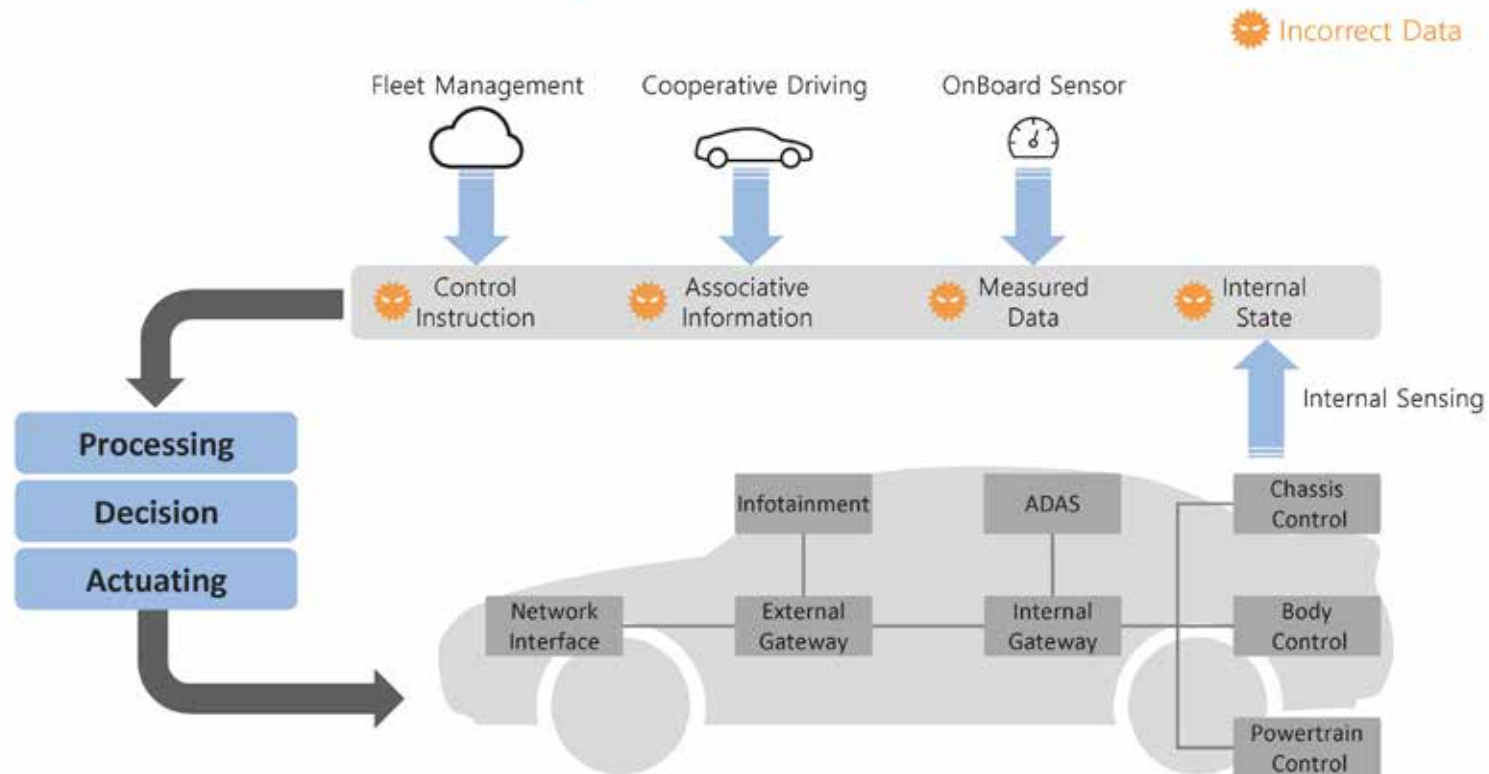 Incorrect Data
Fleet Management
Cooperative Driving
OnBoard Sensor
Control
Instruction
Associative
Information
Measured
Data
Internal
State
Internal Sensing
Processing
Decision
Actuating
Infotainment
ADAS
Chassis
Control
Network
Interface
External
Gateway
Internal
Gateway
Body
Control
Powertrain
Control